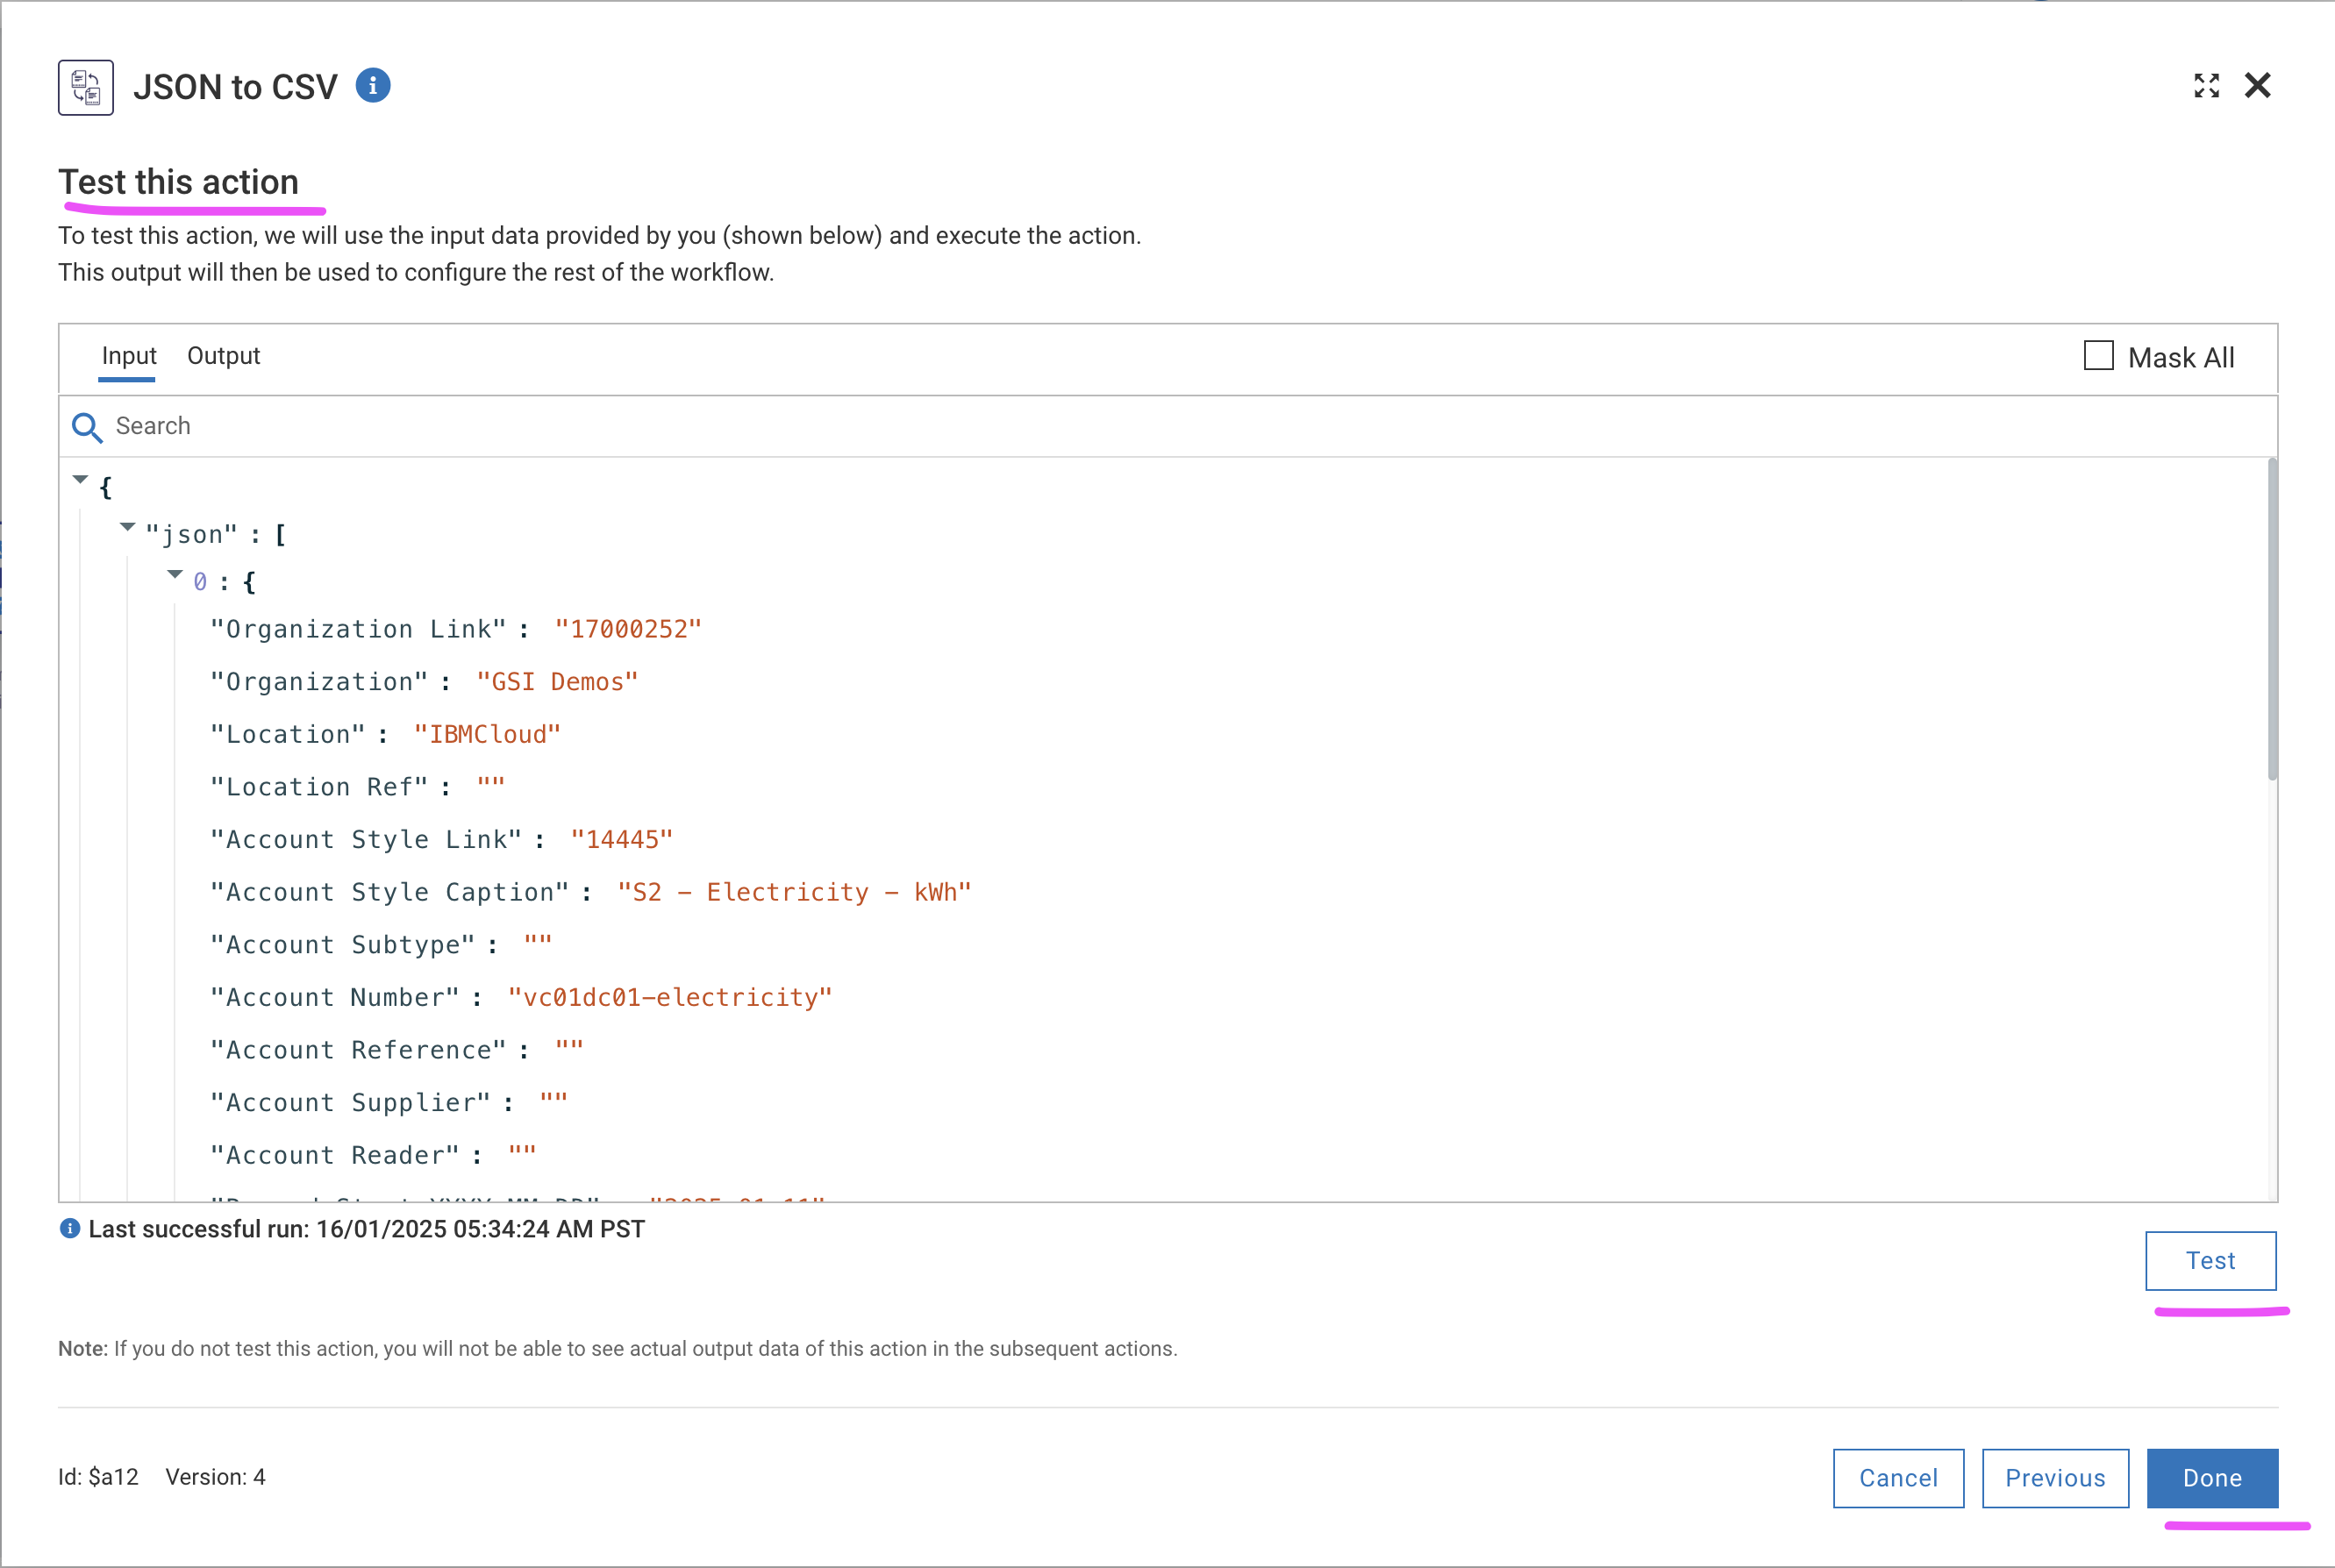 JSON to CSV
Test this action
To test this action, we will use the input data provided by you (shown below) and execute the action.
This output will then be used to configure the rest of the workflow.
Input Output Mask All
Search
{
"json" : [
0 : {
"Organization Link" : "17000252"
"Organization" : "GSI Demos"
"Location" : "IBMCloud"
"Location Ref" : ""
"Account Style Link" : "14445"
"Account Style Caption" : "S2 - Electricity - kWh"
"Account Subtype" : ""
"Account Number" : "vc01dc01-electricity"
"Account Reference" : ""
"Account Supplier" : ""
"Account Reader" : ""
Last successful run: 16/01/2025 05:34:24 AM PST
Test
Note: If you do not test this action, you will not be able to see actual output data of this action in the subsequent actions.
Id: $a12 Version: 4 Cancel Previous Done